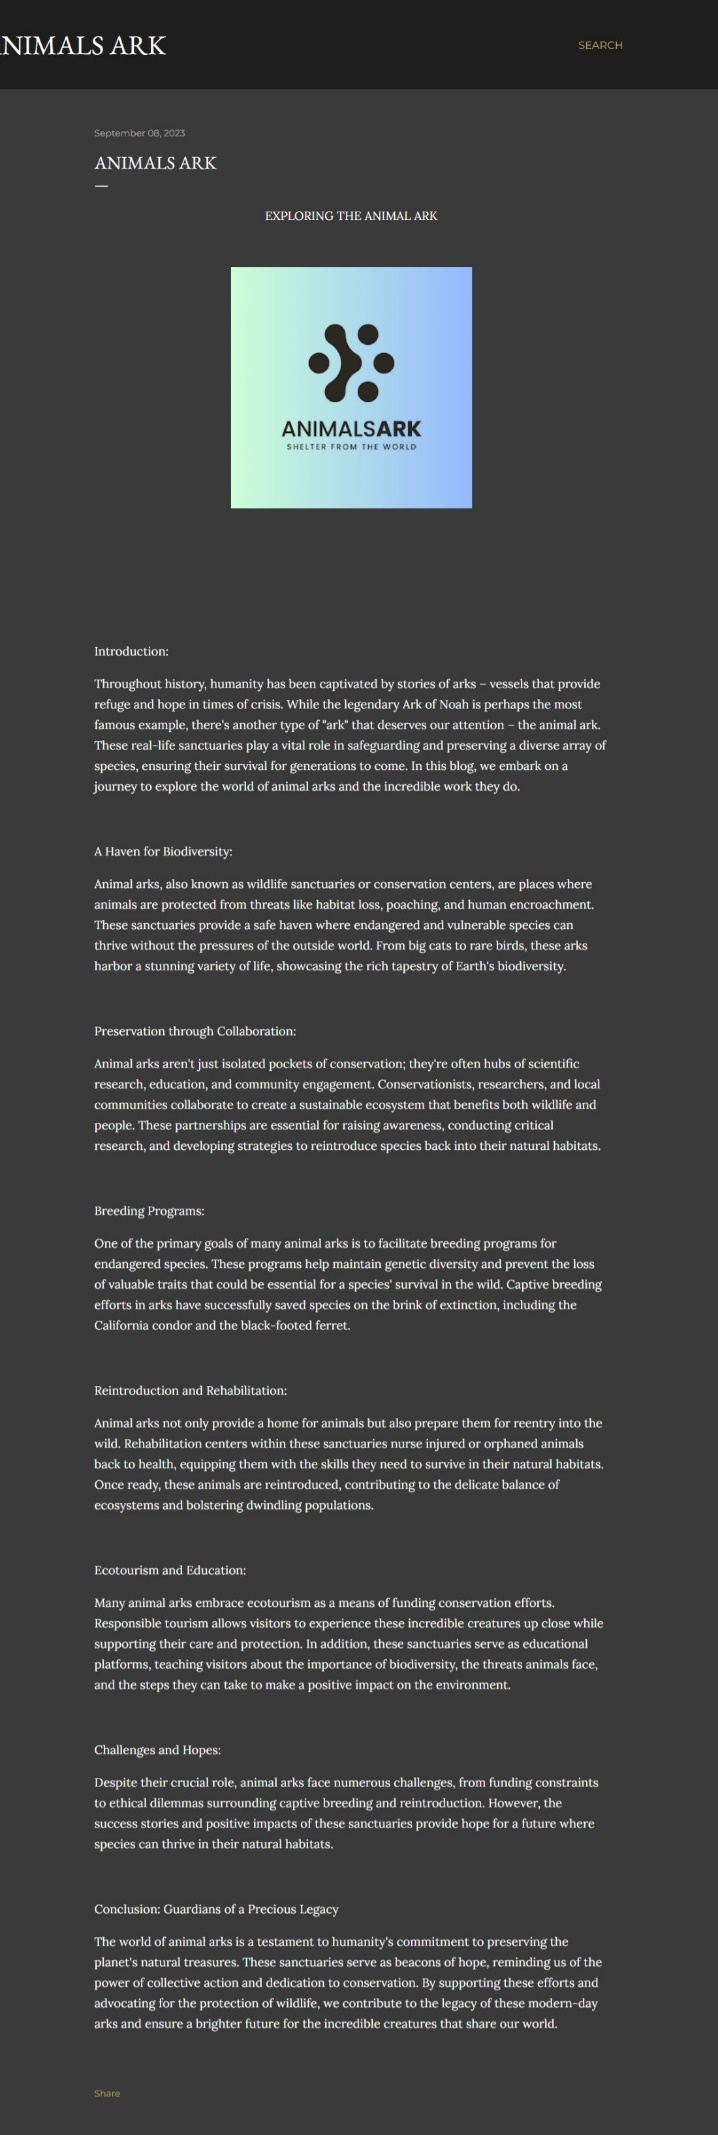 NIMALS ARK
SEARCH
September 08, 2023
ANIMALS ARK
EXPLORING THE ANIMAL ARK
ANIMALSARK
SHELTER FROM THE WORLD
Introduction:
Throughout history, humanity has been captivated by stories of arks – vessels that provide
refuge and hope in times of crisis. While the legendary Ark of Noah is perhaps the most
famous example, there's another type of "ark" that deserves our attention – the animal ark.
These real-life sanctuaries play a vital role in safeguarding and preserving a diverse array of
species, ensuring their survival for generations to come. In this blog, we embark on a
journey to explore the world of animal arks and the incredible work they do.
A Haven for Biodiversity:
Animal arks, also known as wildlife sanctuaries or conservation centers, are places where
animals are protected from threats like habitat loss, poaching, and human encroachment.
These sanctuaries provide a safe haven where endangered and vulnerable species can
thrive without the pressures of the outside world. From big cats to rare birds, these arks
harbor a stunning variety of life, showcasing the rich tapestry of Earth's biodiversity.
Preservation through Collaboration:
Animal arks aren't just isolated pockets of conservation; they're often hubs of scientific
research, education, and community engagement. Conservationists, researchers, and local
communities collaborate to create a sustainable ecosystem that benefits both wildlife and
people. These partnerships are essential for raising awareness, conducting critical
research, and developing strategies to reintroduce species back into their natural habitats.
Breeding Programs:
One of the primary goals of many animal arks is to facilitate breeding programs for
endangered species. These programs help maintain genetic diversity and prevent the loss
of valuable traits that could be essential for a species' survival in the wild. Captive breeding
efforts in arks have successfully saved species on the brink of extinction, including the
California condor and the black-footed ferret.
Reintroduction and Rehabilitation:
Animal arks not only provide a home for animals but also prepare them for reentry into the
wild. Rehabilitation centers within these sanctuaries nurse injured or orphaned animals
back to health, equipping them with the skills they need to survive in their natural habitats.
Once ready, these animals are reintroduced, contributing to the delicate balance of
ecosystems and bolstering dwindling populations.
Ecotourism and Education:
Many animal arks embrace ecotourism as a means of funding conservation efforts.
Responsible tourism allows visitors to experience these incredible creatures up close while
supporting their care and protection. In addition, these sanctuaries serve as educational
platforms, teaching visitors about the importance of biodiversity, the threats animals face,
and the steps they can take to make a positive impact on the environment.
Challenges and Hopes:
Despite their crucial role, animal arks face numerous challenges, from funding constraints
to ethical dilemmas surrounding captive breeding and reintroduction. However, the
success stories and positive impacts of these sanctuaries provide hope for a future where
species can thrive in their natural habitats.
Conclusion: Guardians of a Precious Legacy
The world of animal arks is a testament to humanity's commitment to preserving the
planet's natural treasures. These sanctuaries serve as beacons of hope, reminding us of the
power of collective action and dedication to conservation. By supporting these efforts and
advocating for the protection of wildlife, we contribute to the legacy of these modern-day
arks and ensure a brighter future for the incredible creatures that share our world.
Share